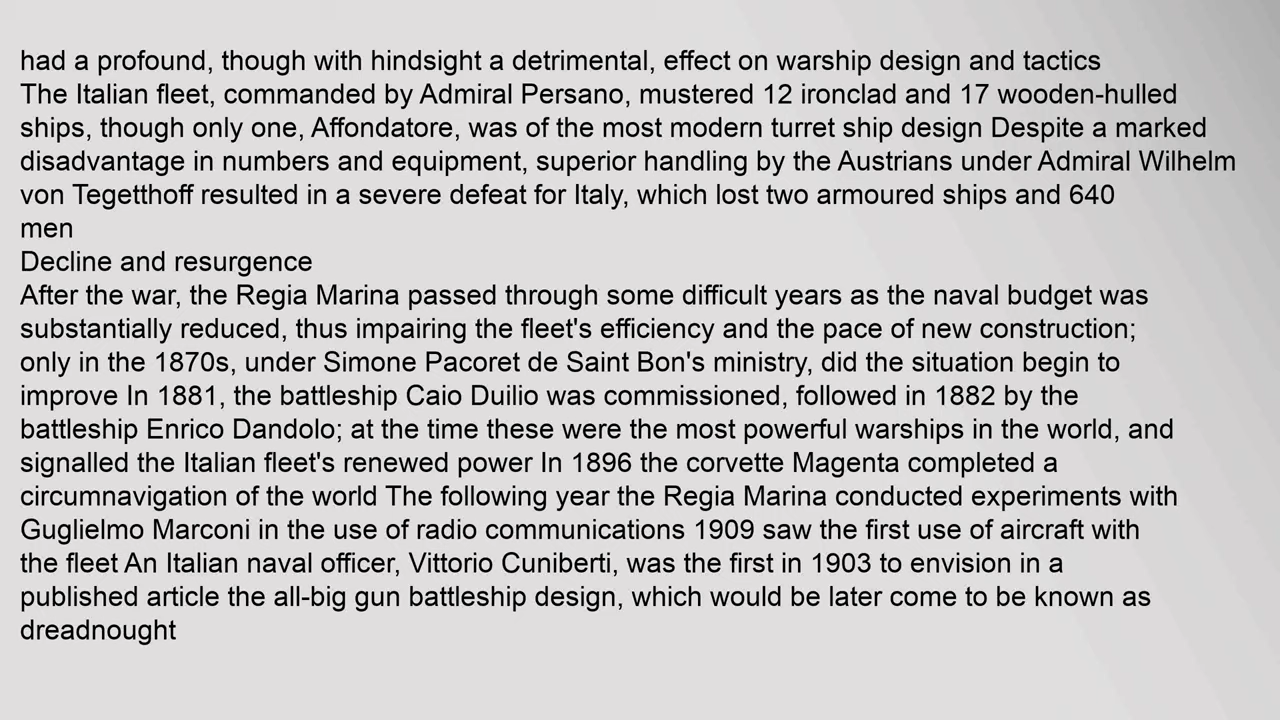 had a profound, though with hindsight a detrimental, effect on warship design and tactics
The Italian fleet, commanded by Admiral Persano, mustered 12 ironclad and 17 wooden-hulled
ships, though only one, Affondatore, was of the most modern turret ship design Despite a marked
disadvantage in numbers and equipment, superior handling by the Austrians under Admiral Wilhelm
von Tegetthoff resulted in a severe defeat for Italy, which lost two armoured ships and 640
men
Decline and resurgence
After the war, the Regia Marina passed through some difficult years as the naval budget was
substantially reduced, thus impairing the fleet's efficiency and the pace of new construction;
only in the 1870s, under Simone Pacoret de Saint Bon's ministry, did the situation begin to
improve In 1881, the battleship Caio Duilio was commissioned, followed in 1882 by the
battleship Enrico Dandolo; at the time these were the most powerful warships in the world, and
signalled the Italian fleet's renewed power In 1896 the corvette Magenta completed a
circumnavigation of the world The following year the Regia Marina conducted experiments with
Guglielmo Marconi in the use of radio communications 1909 saw the first use of aircraft with
the fleet An Italian naval officer, Vittorio Cuniberti, was the first in 1903 to envision in a
published article the all-big gun battleship design, which would be later come to be known as
dreadnought